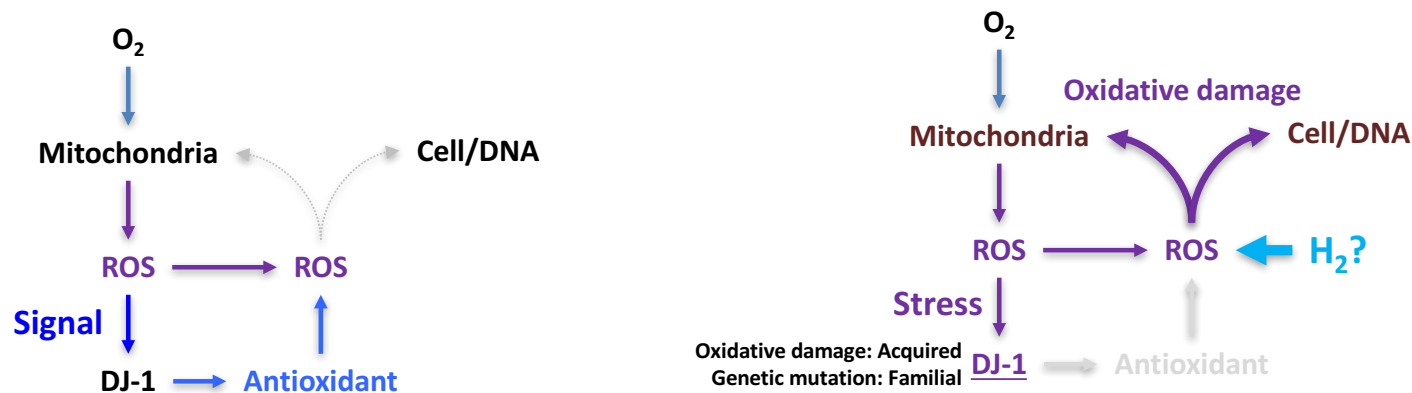 O₂
Mitochondria
Cell/DNA
ROS
ROS
Signal
DJ-1
Antioxidant
O₂
Oxidative damage
Mitochondria
Cell/DNA
ROS
ROS
H₂?
Stress
Oxidative damage: Acquired
Genetic mutation: Familial
DJ-1
Antioxidant